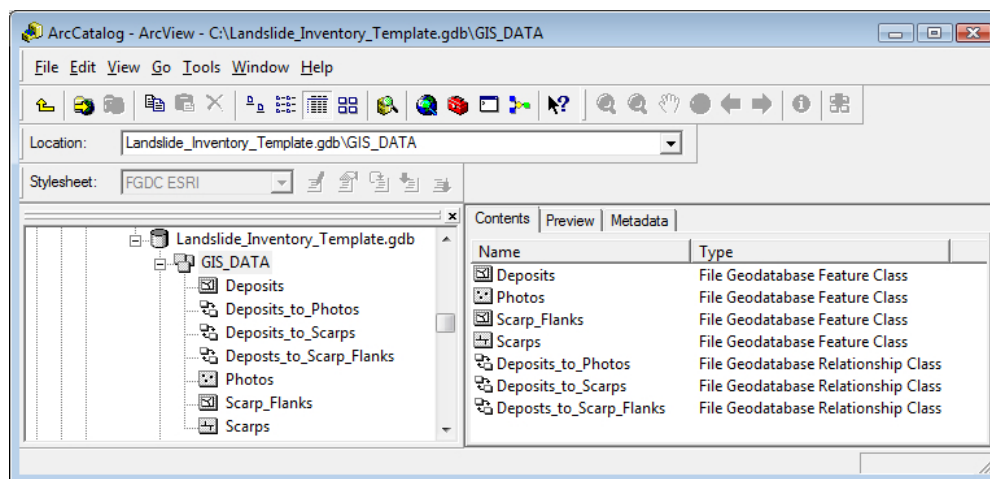 ArcCatalog - ArcView - C:\Landslide_Inventory_Template.gdb\GIS_DATA
File Edit View Go Tools Window Help
Location: Landslide_Inventory_Template.gdb\GIS_DATA
Stylesheet: FGDC ESRI
Landslide_Inventory_Template.gdb
GIS_DATA
Deposits
Deposits_to_Photos
Deposits_to_Scarps
Deposts_to_Scarp_Flanks
Photos
Scarp_Flanks
Scarps
Contents Preview Metadata
Name Type
Deposits File Geodatabase Feature Class
Photos File Geodatabase Feature Class
Scarp_Flanks File Geodatabase Feature Class
Scarps File Geodatabase Feature Class
Deposits_to_Photos File Geodatabase Relationship Class
Deposits_to_Scarps File Geodatabase Relationship Class
Deposts_to_Scarp_Flanks File Geodatabase Relationship Class